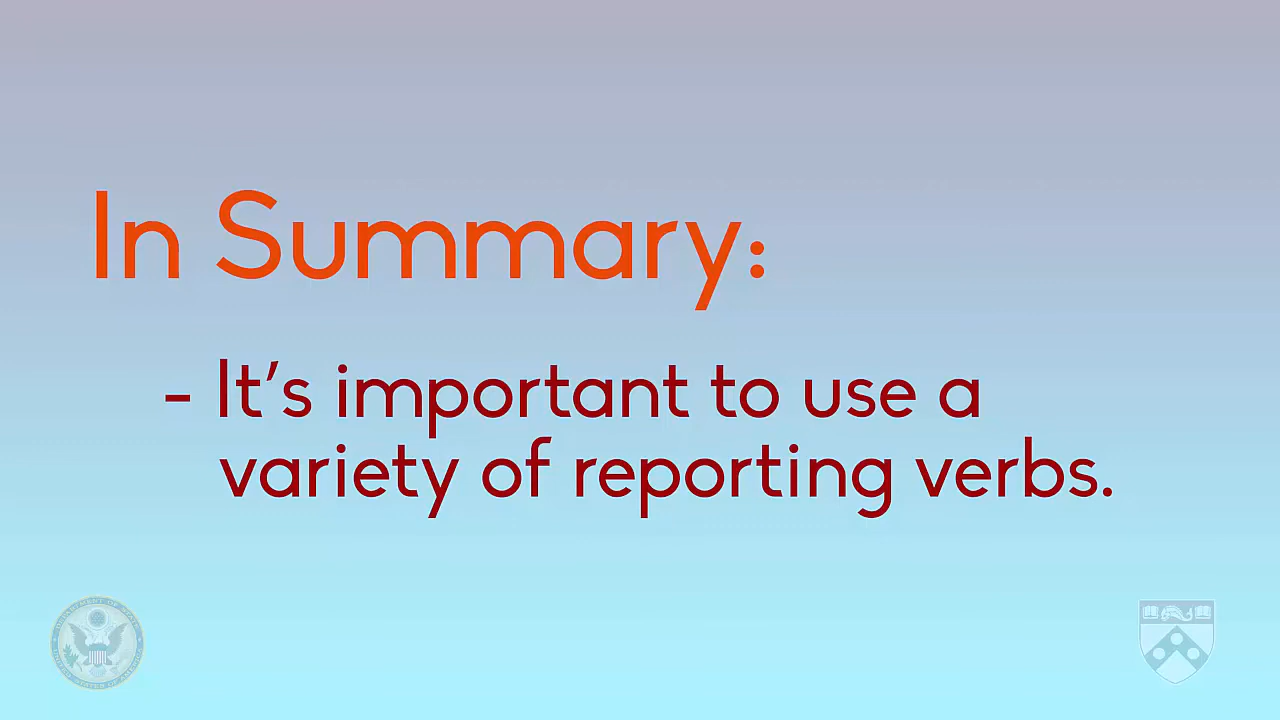 In Summary:
- It's important to use a
variety of reporting verbs.